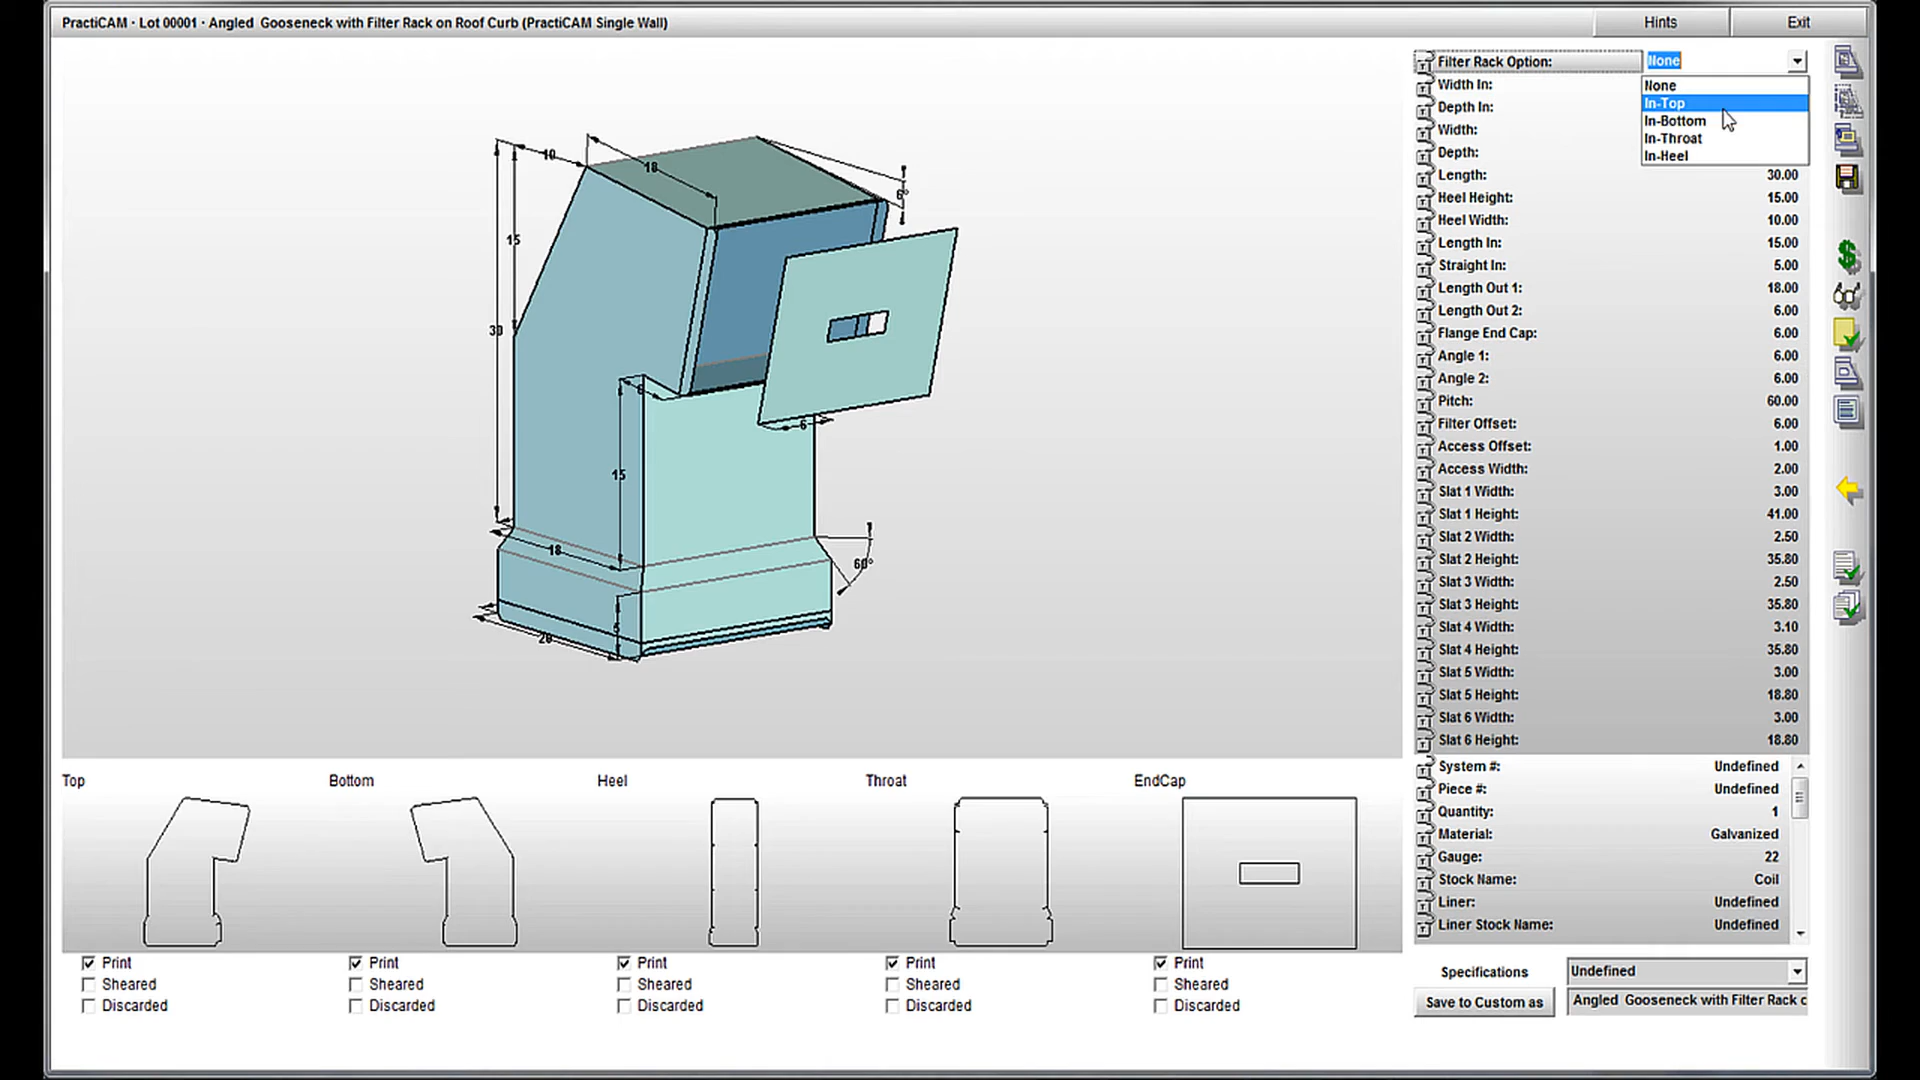 PractiCAM - Lot 00001 - Angled  Gooseneck with Filter Rack on Roof Curb (PractiCAM Single Wall)
Hints
Exit
Filter Rack Option: None
None
In-Top
In-Bottom
In-Throat
In-Heel
Width In:
Depth In:
Width:
Depth:
Length: 30.00
Heel Height: 15.00
Heel Width: 10.00
Length In: 15.00
Straight In: 5.00
Length Out 1: 18.00
Length Out 2: 6.00
Flange End Cap: 6.00
Angle 1: 6.00
Angle 2: 6.00
Pitch: 60.00
Filter Offset: 6.00
Access Offset: 1.00
Access Width: 2.00
Slat 1 Width: 3.00
Slat 1 Height: 41.00
Slat 2 Width: 2.50
Slat 2 Height: 35.80
Slat 3 Width: 2.50
Slat 3 Height: 35.80
Slat 4 Width: 3.10
Slat 4 Height: 35.80
Slat 5 Width: 3.00
Slat 5 Height: 18.80
Slat 6 Width: 3.00
Slat 6 Height: 18.80
System #: Undefined
Piece #: Undefined
Quantity: 1
Material: Galvanized
Gauge: 22
Stock Name: Coil
Liner: Undefined
Liner Stock Name: Undefined
Specifications Undefined
Save to Custom as Angled  Gooseneck with Filter Rack c
10
18
6°
15
30
6
6
15
18
60°
5
20
Top
Bottom
Heel
Throat
EndCap
Print
Sheared
Discarded
Print
Sheared
Discarded
Print
Sheared
Discarded
Print
Sheared
Discarded
Print
Sheared
Discarded